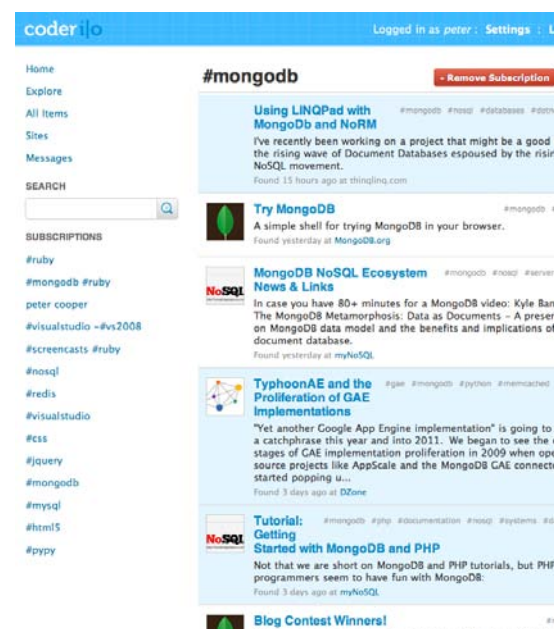 coderi|o
Logged in as peter : Settings : L
Home
Explore
All Items
Sites
Messages
SEARCH
SUBSCRIPTIONS
#ruby
#mongodb #ruby
peter cooper
#visualstudio -#vs2008
#screencasts #ruby
#nosql
#redis
#visualstudio
#css
#jquery
#mongodb
#mysql
#html5
#pypy
#mongodb
- Remove Subscription
Using LINQPad with #mongodb #nosql #databases #dotn
MongoDb and NoRM
I've recently been working on a project that might be a good
the rising wave of Document Databases espoused by the risin
NoSQL movement.
Found 15 hours ago at thinqlinq.com
Try MongoDB #mongodb
A simple shell for trying MongoDB in your browser.
Found yesterday at MongoDB.org
NoSQL
MongoDB NoSQL Ecosystem #mongodb #nosql #server
News & Links
In case you have 80+ minutes for a MongoDB video: Kyle Ban
The MongoDB Metamorphosis: Data as Documents – A presen
on MongoDB data model and the benefits and implications of
document database.
Found yesterday at myNoSQL
TyphoonAE and the #gae #mongodb #python #memcached
Proliferation of GAE
Implementations
"Yet another Google App Engine implementation" is going to
a catchphrase this year and into 2011. We began to see the
stages of GAE implementation proliferation in 2009 when ope
source projects like AppScale and the MongoDB GAE connecto
started popping u...
Found 3 days ago at DZone
NoSQL
Tutorial: #mongodb #php #documentation #nosql #systems #d
Getting
Started with MongoDB and PHP
Not that we are short on MongoDB and PHP tutorials, but PHP
programmers seem to have fun with MongoDB:
Found 3 days ago at myNoSQL
Blog Contest Winners!